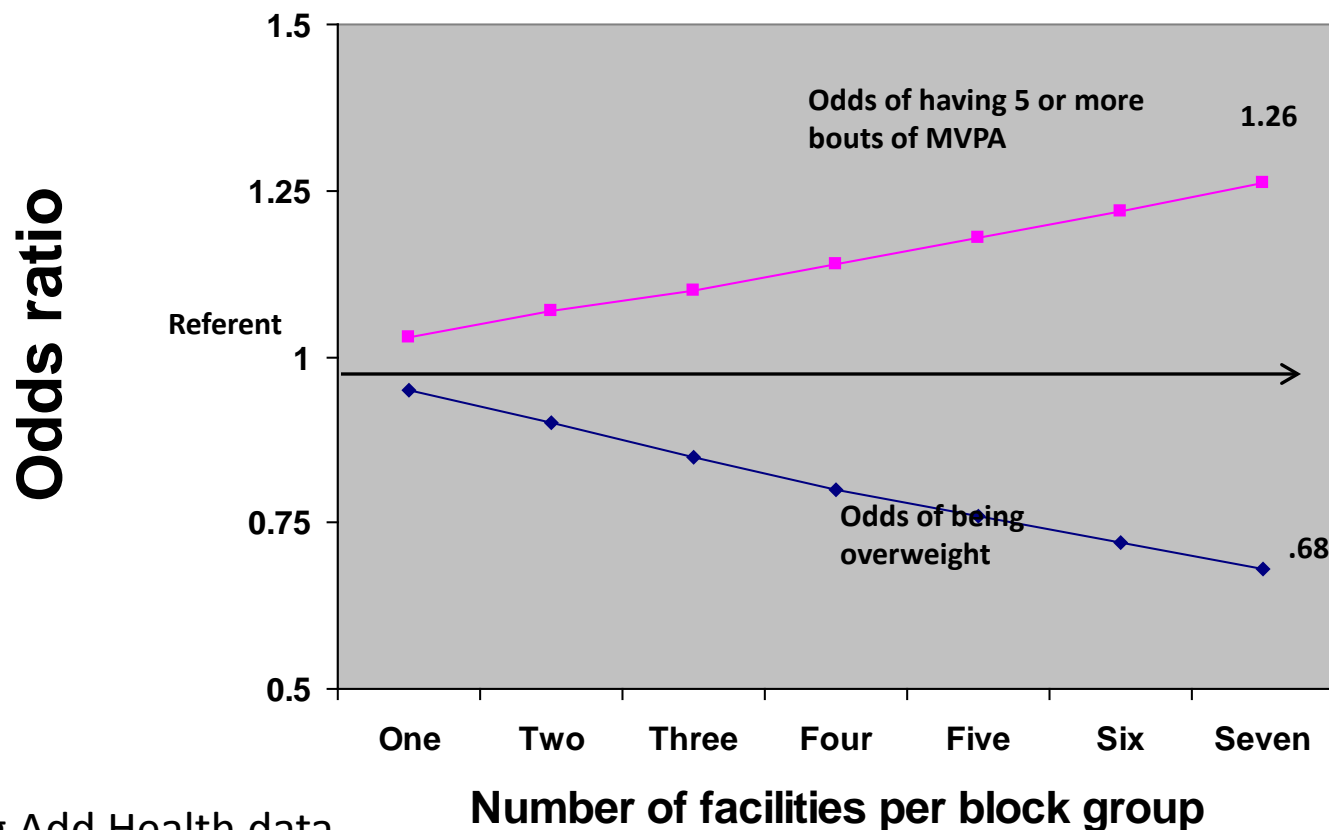 1.5
Odds of having 5 or more
bouts of MVPA
1.26
1.25
Odds ratio
Referent
1
0.75
Odds of being
overweight
.68
0.5
One Two Three Four Five Six Seven
Number of facilities per block group
Add Health data